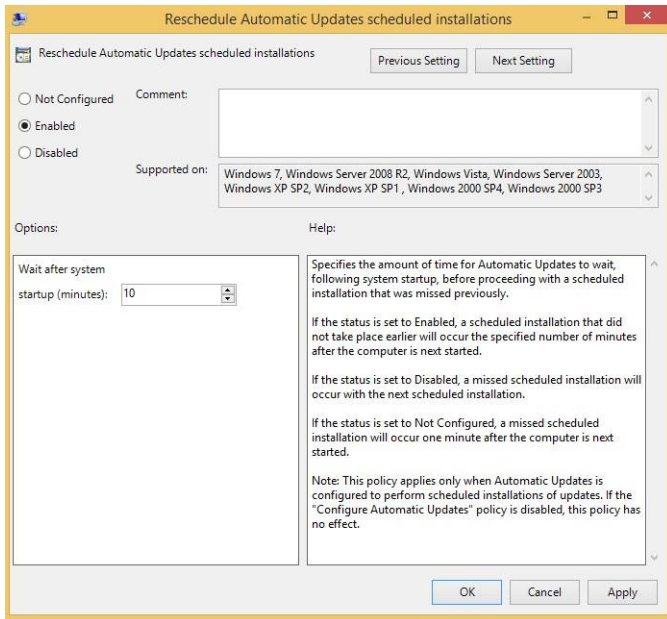 Reschedule Automatic Updates scheduled installations
Reschedule Automatic Updates scheduled installations
Previous Setting
Next Setting
Not Configured
Enabled
Disabled
Comment:
Supported on:
Windows 7, Windows Server 2008 R2, Windows Vista, Windows Server 2003,
Windows XP SP2, Windows XP SP1 , Windows 2000 SP4, Windows 2000 SP3
Options:
Help:
Wait after system
startup (minutes): 10
Specifies the amount of time for Automatic Updates to wait,
following system startup, before proceeding with a scheduled
installation that was missed previously.
If the status is set to Enabled, a scheduled installation that did
not take place earlier will occur the specified number of minutes
after the computer is next started.
If the status is set to Disabled, a missed scheduled installation will
occur with the next scheduled installation.
If the status is set to Not Configured, a missed scheduled
installation will occur one minute after the computer is next
started.
Note: This policy applies only when Automatic Updates is
configured to perform scheduled installations of updates. If the
"Configure Automatic Updates" policy is disabled, this policy has
no effect.
OK
Cancel
Apply